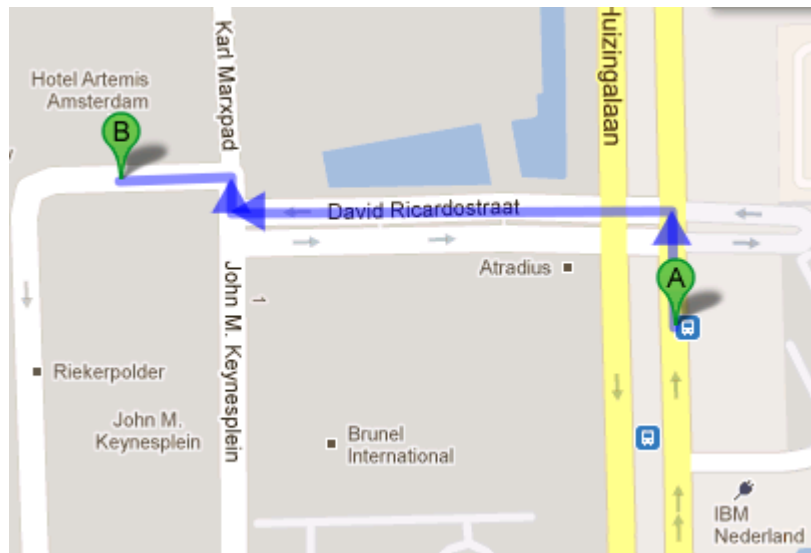 Karl Marxpad
Huizingalaan
Hotel Artemis
Amsterdam
B
David Ricardostraat
Atradius
A
John M. Keynesplein
1
Riekerpolder
John M.
Keynesplein
Brunel
International
IBM
Nederland